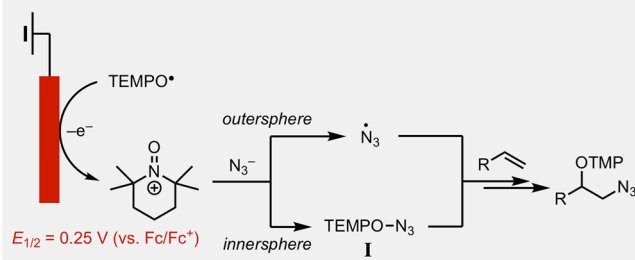 TEMPO•
–e⁻
O
N
+
E1/2 = 0.25 V (vs. Fc/Fc⁺)
N₃⁻
outersphere
•
N₃
innersphere
TEMPO–N₃
I
R
OTMP
R
N₃